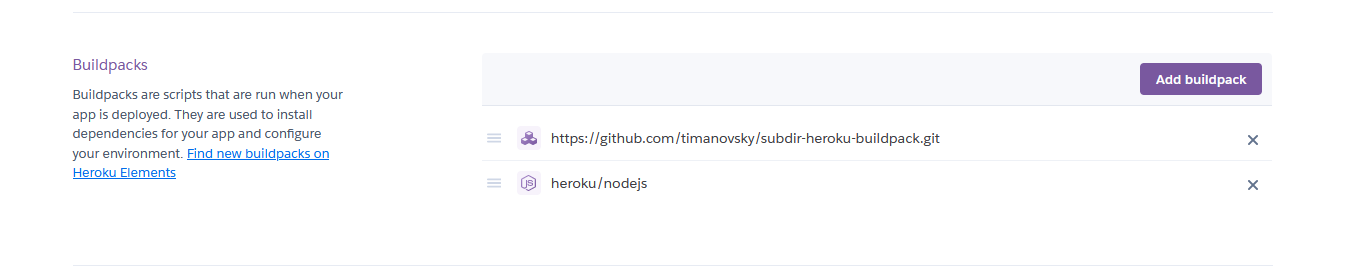 Buildpacks
Buildpacks are scripts that are run when your
app is deployed. They are used to install
dependencies for your app and configure
your environment. Find new buildpacks on
Heroku Elements
Add buildpack
https://github.com/timanovsky/subdir-heroku-buildpack.git
heroku/nodejs